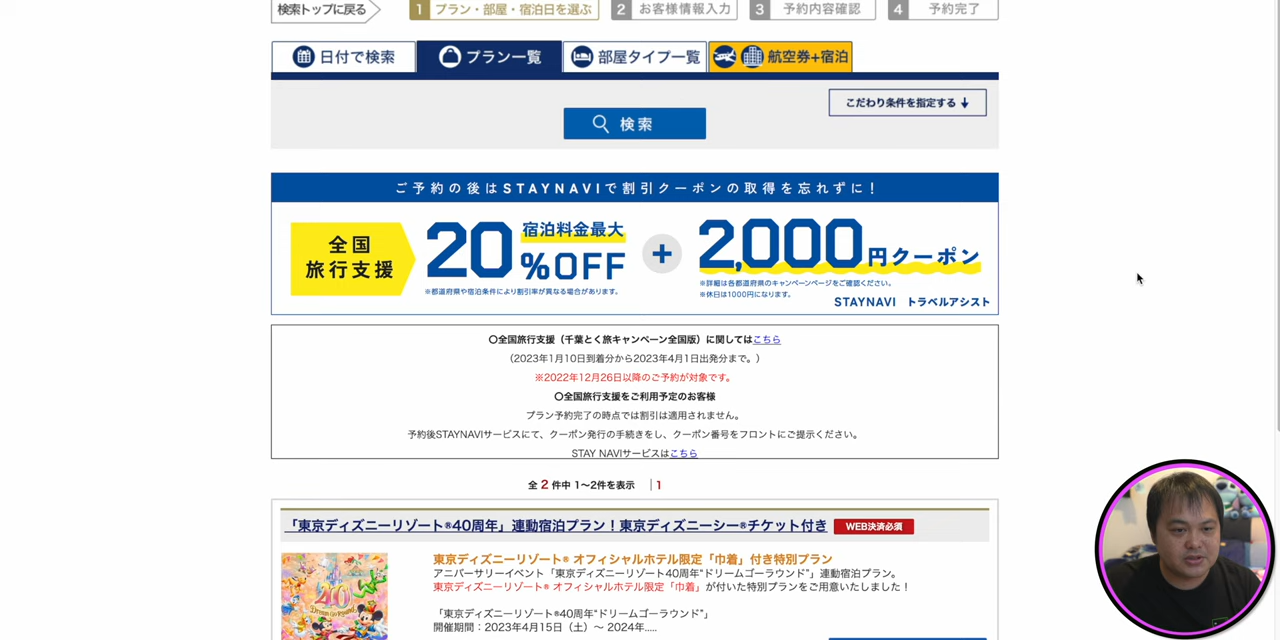 検索トップに戻る
1 プラン・部屋・宿泊日を選ぶ
2 お客様情報入力
3 予約内容確認
4 予約完了
日付で検索
プラン一覧
部屋タイプ一覧
航空券+宿泊
こだわり条件を指定する↓
検索
ご予約の後はSTAYNAVIで割引クーポンの取得を忘れずに！
全国
旅行支援
宿泊料金最大
20%OFF
+
2,000円クーポン
※都道府県や宿泊条件により割引率が異なる場合があります。
※詳細は各都道府県のキャンペーンページをご確認ください。
※休日は1000円になります。
STAYNAVI トラベルアシスト
〇全国旅行支援（千葉とく旅キャンペーン全国版）に関してはこちら
（2023年1月10日到着分から2023年4月1日出発分まで。）
※2022年12月26日以降のご予約が対象です。
〇全国旅行支援をご利用予定のお客様
プラン予約完了の時点では割引は適用されません。
予約後STAYNAVIサービスにて、クーポン発行の手続きをし、クーポン番号をフロントにご提示ください。
STAY NAVIサービスはこちら
全 2 件中 1～2件を表示 ｜1
「東京ディズニーリゾート®40周年」連動宿泊プラン！東京ディズニーシー®チケット付き
WEB決済必須
東京ディズニーリゾート® オフィシャルホテル限定「巾着」付き特別プラン
アニバーサリーイベント「東京ディズニーリゾート40周年"ドリームゴーラウンド"」連動宿泊プラン。
東京ディズニーリゾート® オフィシャルホテル限定「巾着」が付いた特別プランをご用意いたしました！
「東京ディズニーリゾート®40周年"ドリームゴーラウンド"」
開催期間：2023年4月15日（土）～ 2024年.....